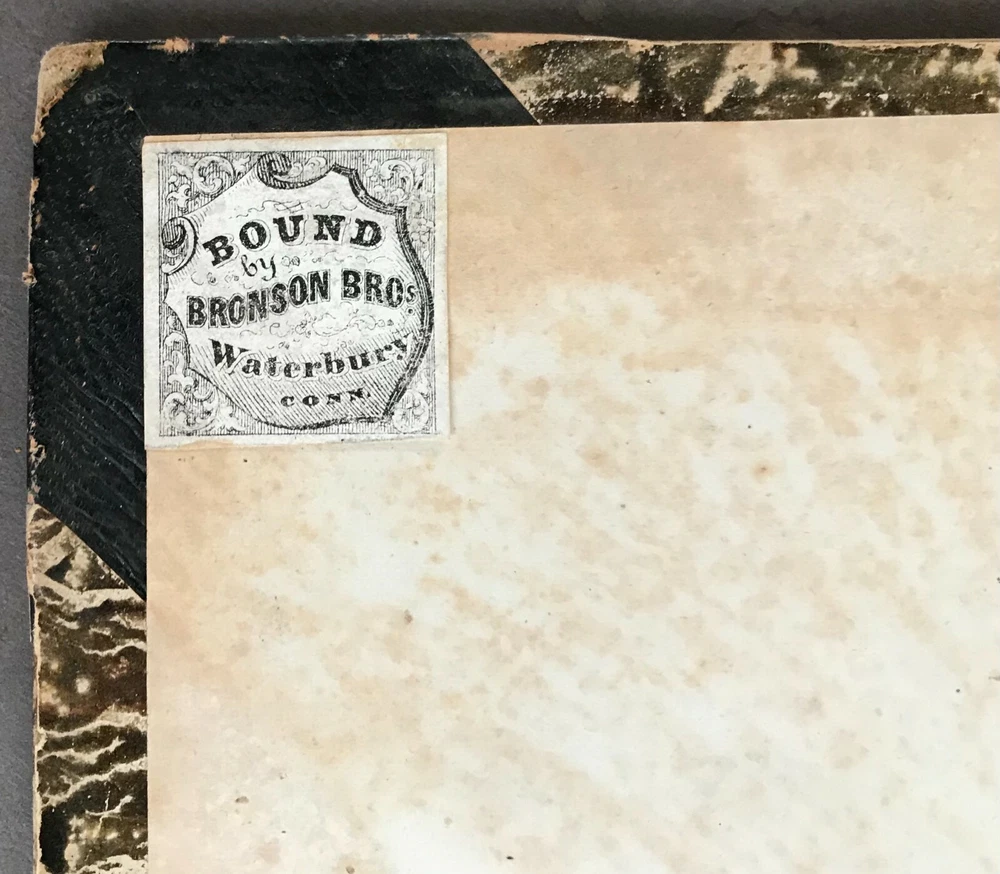 BOUND
by
BRONSON BROs.
Waterbury
CONN.